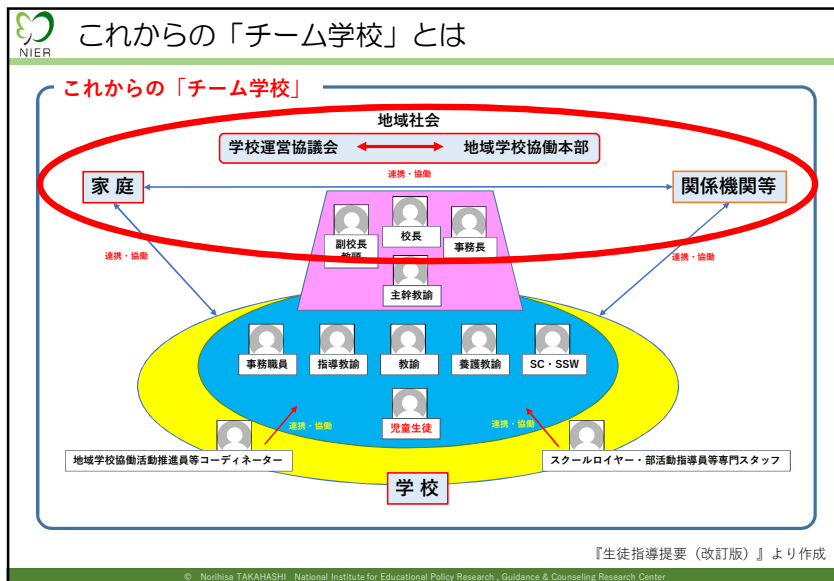 NIER
これからの「チーム学校」とは
これからの「チーム学校」
地域社会
学校運営協議会
地域学校協働本部
連携・協働
家庭
関係機関等
校長
副校長
教頭
事務長
連携・協働
連携・協働
主幹教諭
事務職員
指導教諭
教諭
養護教諭
SC・SSW
児童生徒
連携・協働
連携・協働
地域学校協働活動推進員等コーディネーター
スクールロイヤー・部活動指導員等専門スタッフ
学校
『生徒指導提要（改訂版）』より作成
© Norihisa TAKAHASHI National Institute for Educational Policy Research , Guidance & Counseling Research Center